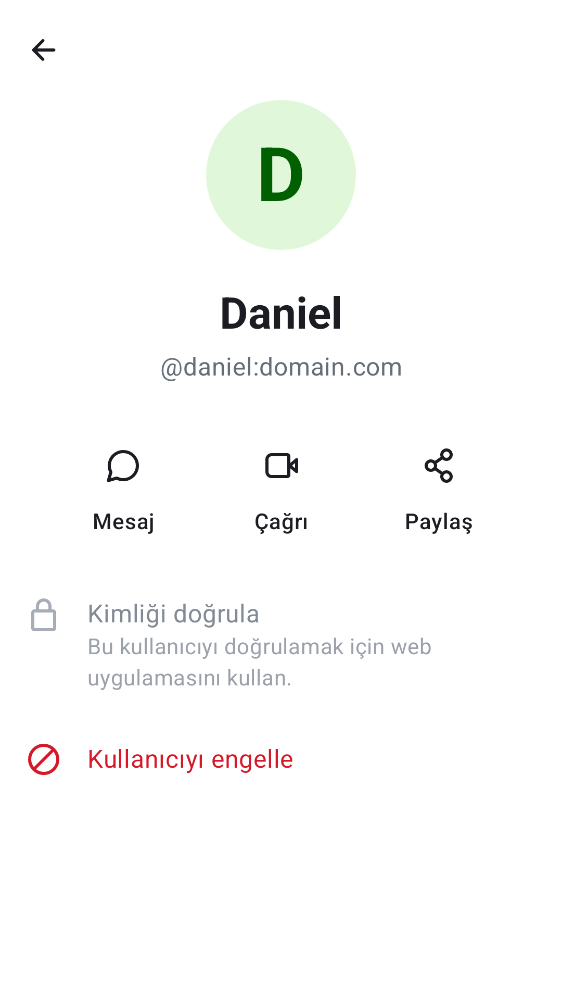 D
Daniel
@daniel:domain.com
Mesaj
Çağrı
Paylaş
Kimliği doğrula
Bu kullanıcıyı doğrulamak için web
uygulamasını kullan.
Kullanıcıyı engelle